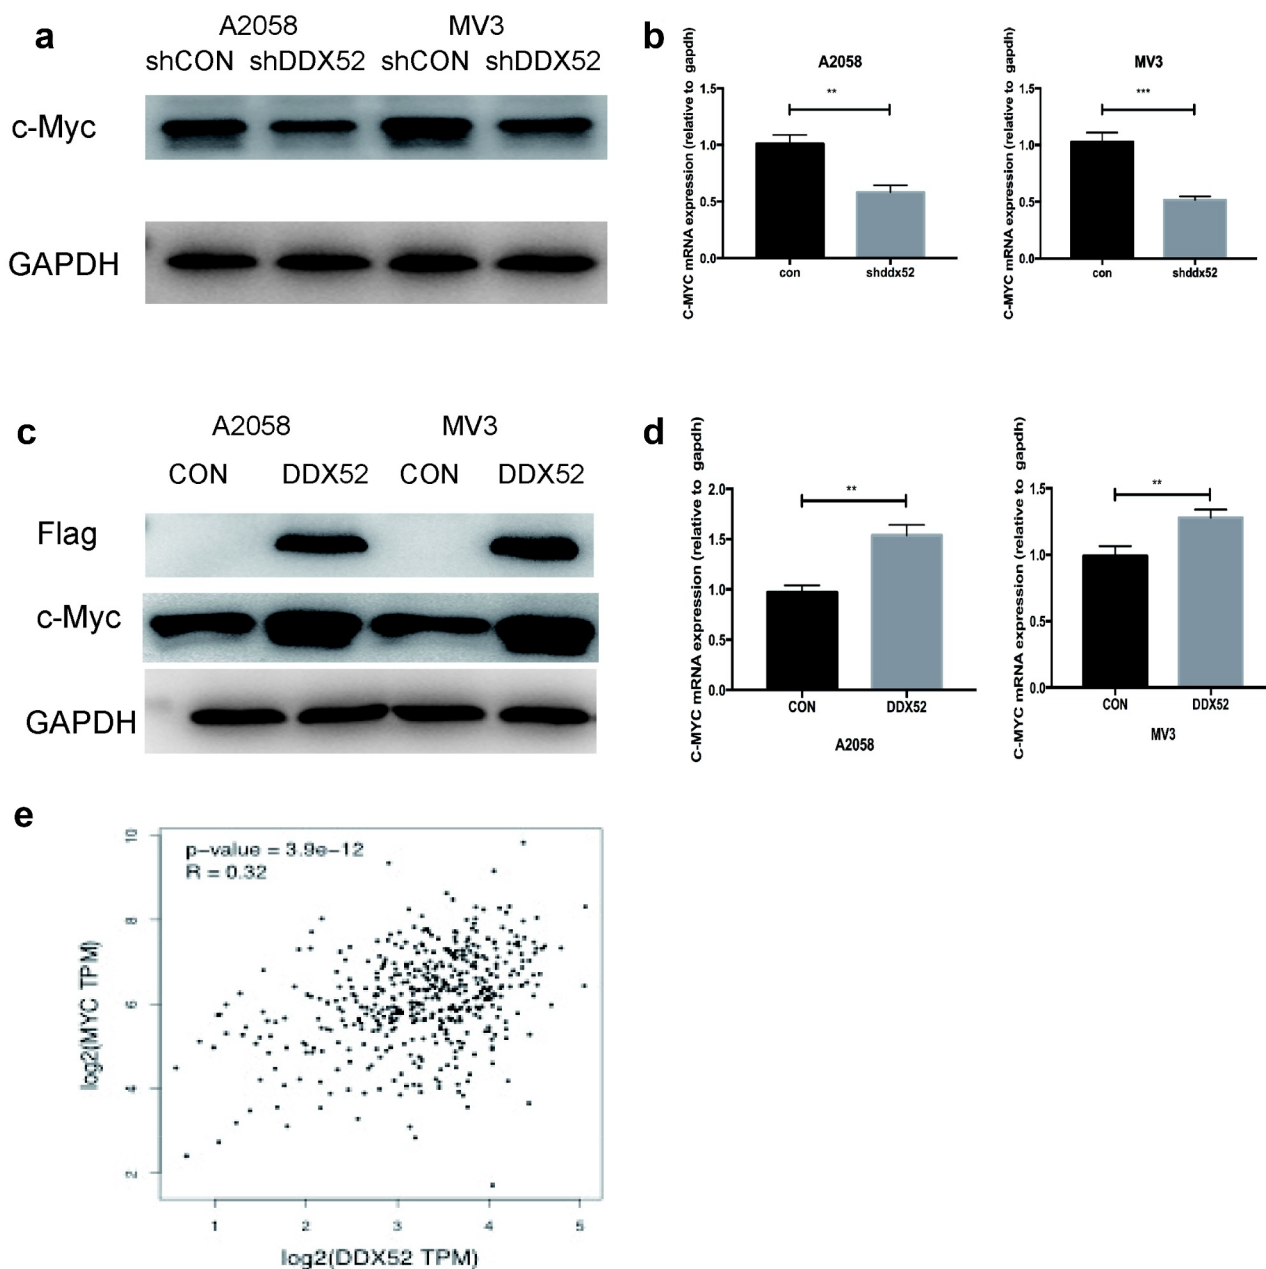 a
A2058 MV3
shCON shDDX52 shCON shDDX52
c-Myc
GAPDH
b
A2058
C-MYC mRNA expression (relative to gapdh)
1.5
1.0
0.5
0.0
**
con shddx52
MV3
C-MYC mRNA expression (relative to gapdh)
1.5
1.0
0.5
0.0
***
con shddx52
c
A2058 MV3
CON DDX52 CON DDX52
Flag
c-Myc
GAPDH
d
C-MYC mRNA expression (relative to gapdh)
2.0
1.5
1.0
0.5
0.0
**
CON DDX52
A2058
C-MYC mRNA expression (relative to gapdh)
1.5
1.0
0.5
0.0
**
CON DDX52
MV3
e
p-value = 3.9e-12
R = 0.32
log2(MYC TPM)
10
8
6
4
2
1 2 3 4 5
log2(DDX52 TPM)